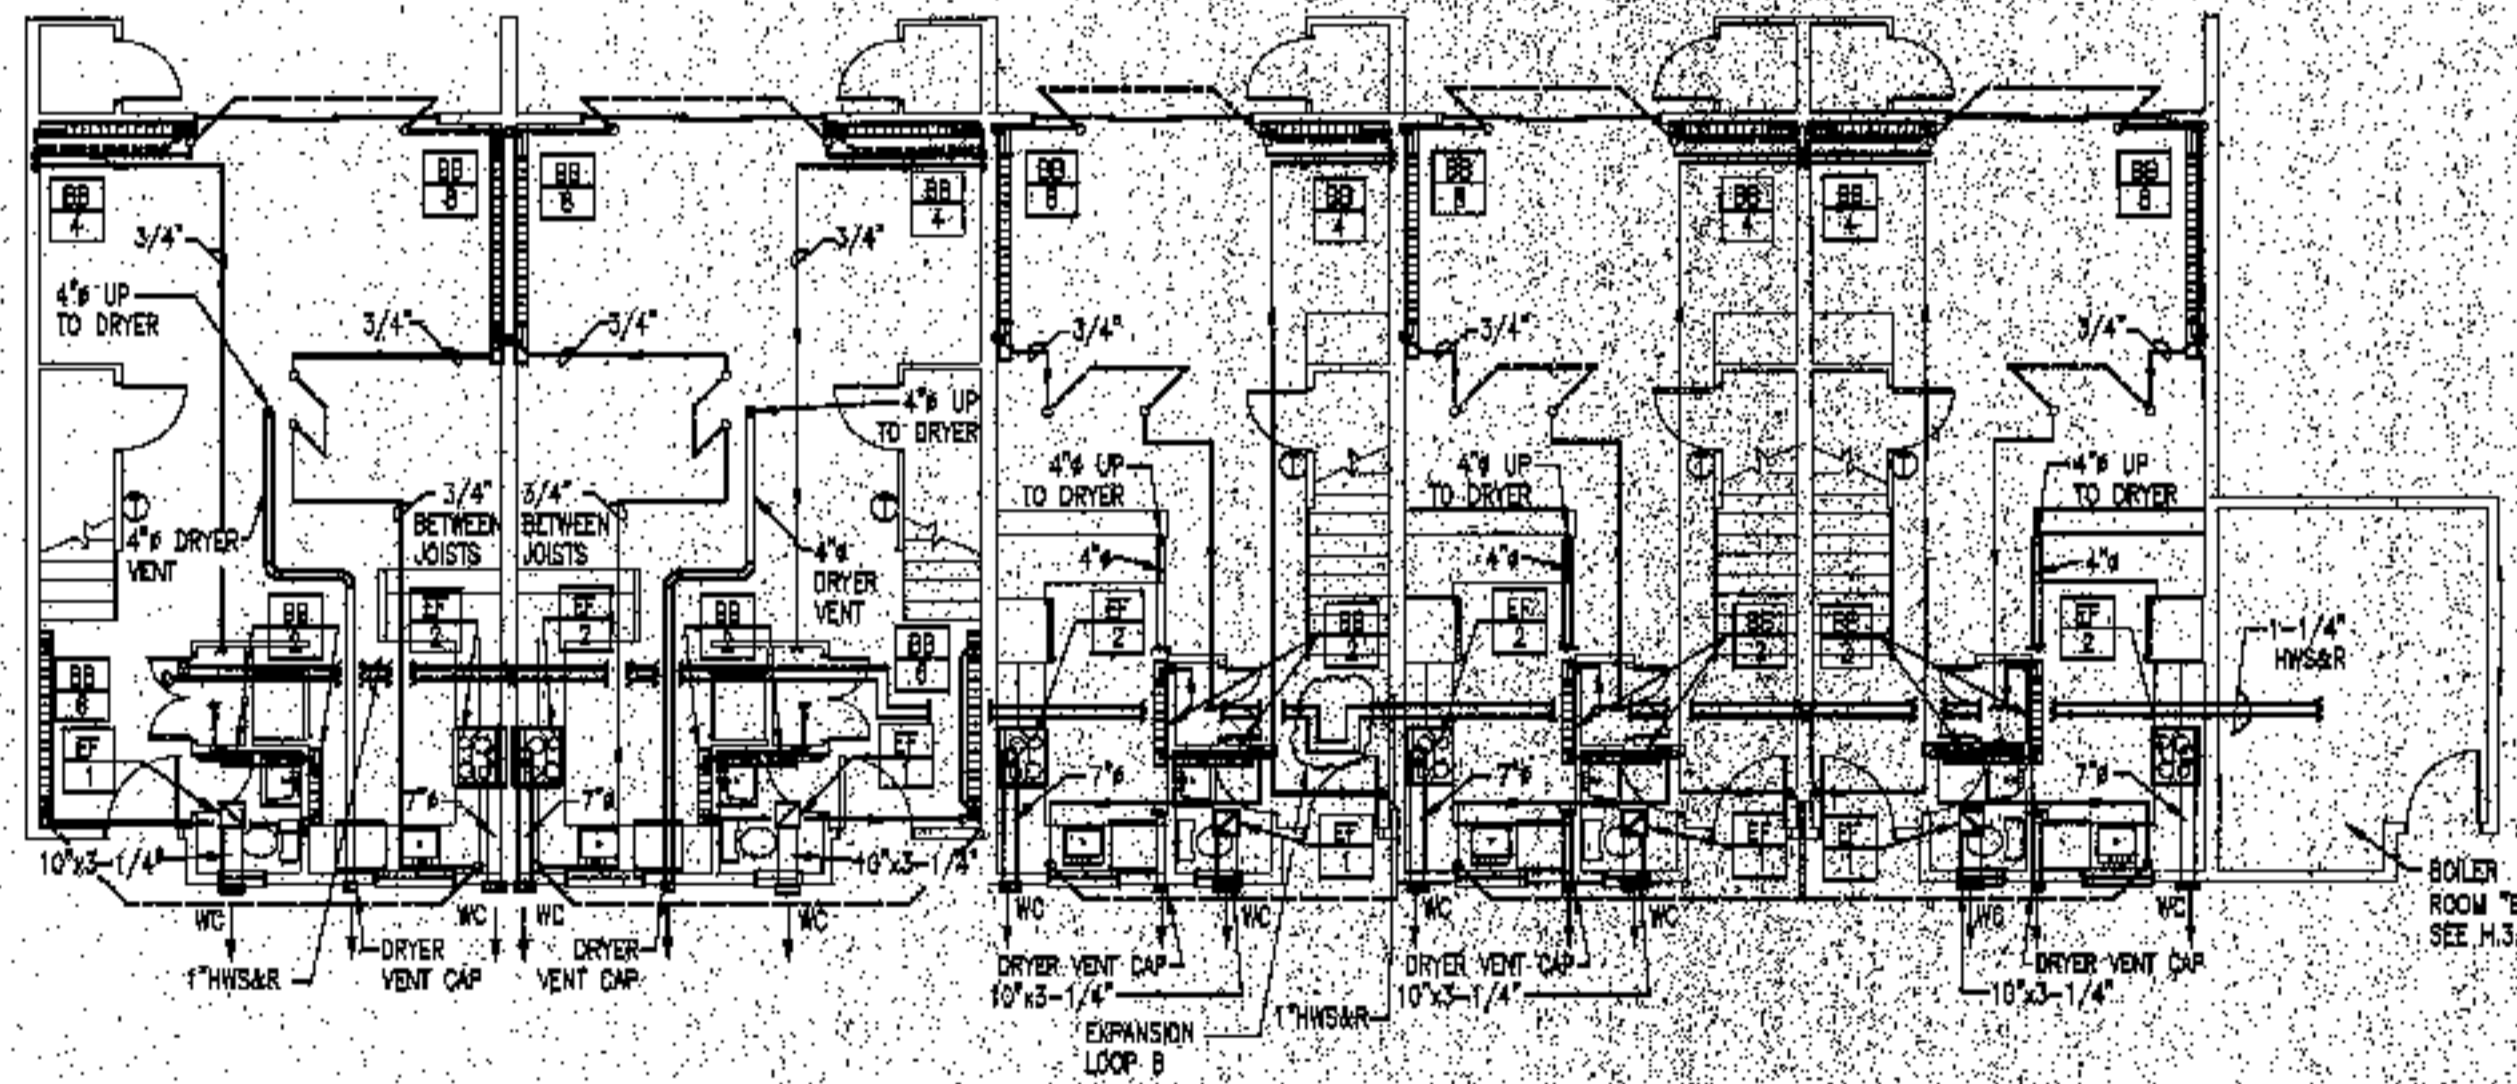 BB
4
BB
8
BB
8
BB
4
BB
8
BB
4
BB
8
BB
4
BB
4
BB
8
3/4"
3/4"
4"ø UP
TO DRYER
3/4"
3/4"
3/4"
3/4"
3/4"
4"ø UP
TO DRYER
4"ø UP
TO DRYER
4"ø UP
TO DRYER
4"ø UP
TO DRYER
3/4"
BETWEEN
JOISTS
3/4"
BETWEEN
JOISTS
4"ø DRYER
VENT
4"ø
DRYER
VENT
4"ø
4"ø
4"ø
BB
2
EF
2
EF
2
BB
2
EF
2
BB
2
EF
2
BB
2
BB
2
EF
2
1-1/4"
HWS&R
BB
6
BB
6
EF
1
EF
7"ø
7"ø
7"ø
7"ø
7"ø
EF
1
EF
1
EF
1
10"x3-1/4"
10"x3-1/4"
BOILER
ROOM "B
SEE H.3
WC
WC
WC
WC
WC
WC
WC
WC
WC
WC
1"HWS&R
DRYER
VENT CAP
DRYER
VENT CAP
DRYER VENT CAP
10"x3-1/4"
DRYER VENT CAP
10"x3-1/4"
DRYER VENT CAP
10"x3-1/4"
1"HWS&R
EXPANSION
LOOP B